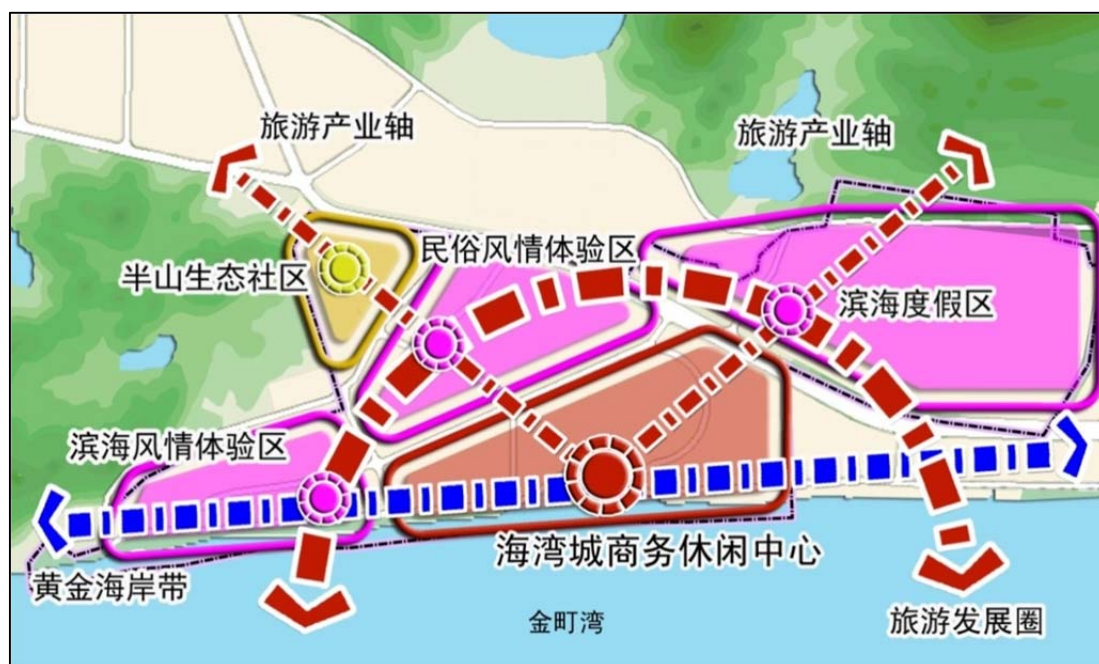 旅游产业轴
旅游产业轴
民俗风情体验区
半山生态社区
滨海度假区
滨海风情体验区
海湾城商务休闲中心
黄金海岸带
金町湾
旅游发展圈